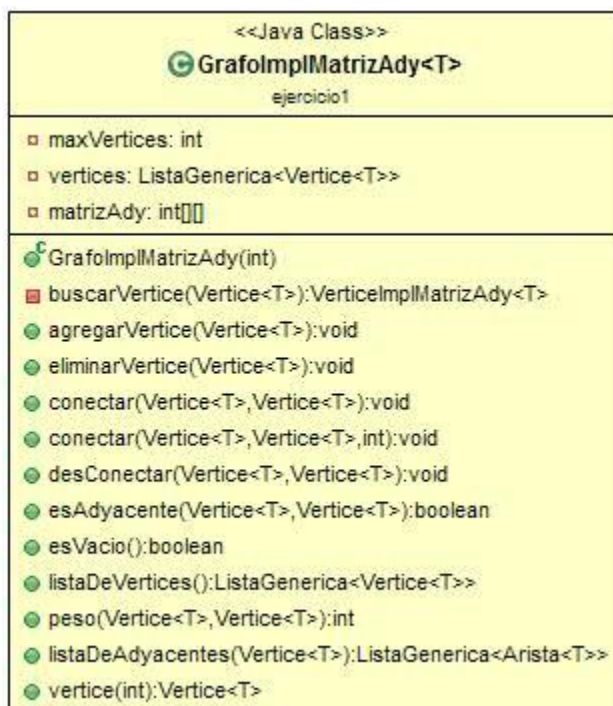 <<Java Class>>
GrafoImplMatrizAdy<T>
ejercicio1
maxVertices: int
vertices: ListaGenerica<Vertice<T>>
matrizAdy: int[][]
GrafoImplMatrizAdy(int)
buscarVertice(Vertice<T>):VerticeImplMatrizAdy<T>
agregarVertice(Vertice<T>):void
eliminarVertice(Vertice<T>):void
conectar(Vertice<T>,Vertice<T>):void
conectar(Vertice<T>,Vertice<T>,int):void
desConectar(Vertice<T>,Vertice<T>):void
esAdyacente(Vertice<T>,Vertice<T>):boolean
esVacio():boolean
listaDeVertices():ListaGenerica<Vertice<T>>
peso(Vertice<T>,Vertice<T>):int
listaDeAdyacentes(Vertice<T>):ListaGenerica<Arista<T>>
vertice(int):Vertice<T>